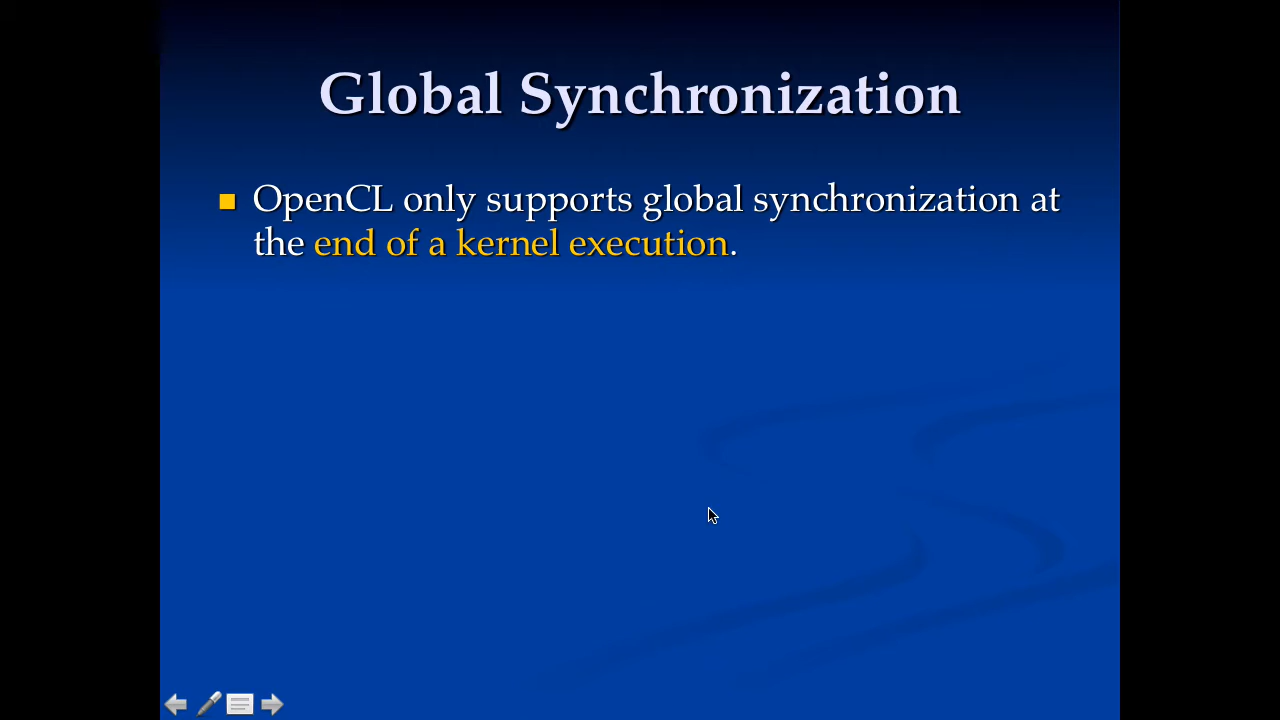 Global Synchronization
OpenCL only supports global synchronization at
the end of a kernel execution.